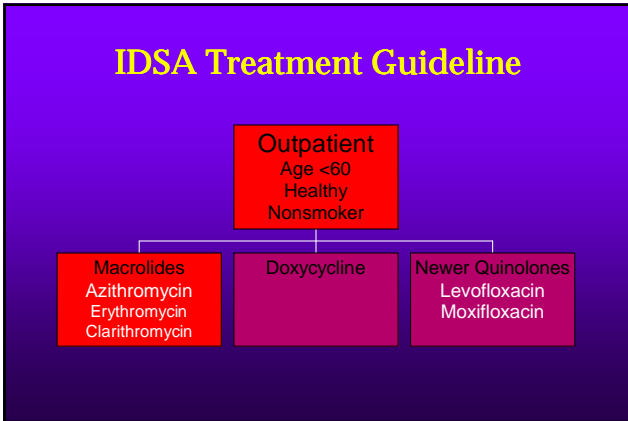 IDSA Treatment Guideline
Outpatient
Age <60
Healthy
Nonsmoker
Macrolides
Azithromycin
Erythromycin
Clarithromycin
Doxycycline
Newer Quinolones
Levofloxacin
Moxifloxacin